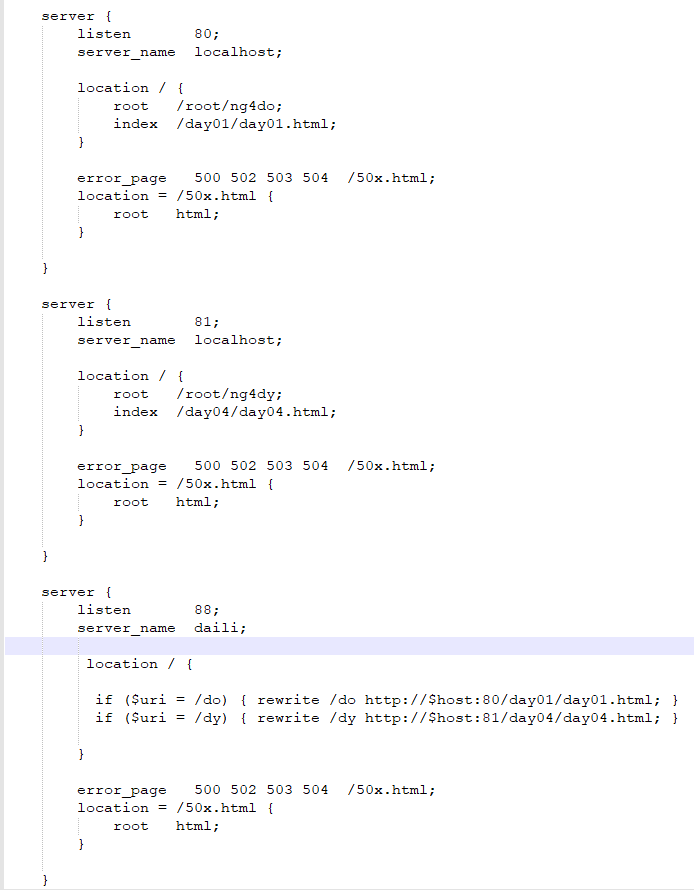 server {
    listen       80;
    server_name  localhost;
    location / {
        root   /root/ng4do;
        index  /day01/day01.html;
    }
    error_page   500 502 503 504  /50x.html;
    location = /50x.html {
        root   html;
    }
}
server {
    listen       81;
    server_name  localhost;
    location / {
        root   /root/ng4dy;
        index  /day04/day04.html;
    }
    error_page   500 502 503 504  /50x.html;
    location = /50x.html {
        root   html;
    }
}
server {
    listen       88;
    server_name  daili;
     location / {
      if ($uri = /do) { rewrite /do http://$host:80/day01/day01.html; }
      if ($uri = /dy) { rewrite /dy http://$host:81/day04/day04.html; }
    }
    error_page   500 502 503 504  /50x.html;
    location = /50x.html {
        root   html;
    }
}